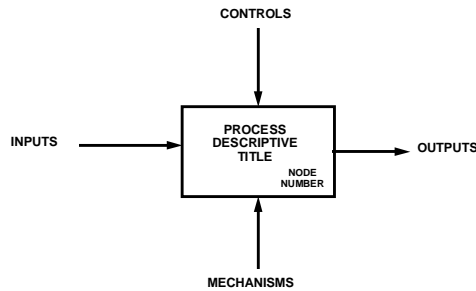 CONTROLS
INPUTS
PROCESS
DESCRIPTIVE
TITLE
NODE
NUMBER
OUTPUTS
MECHANISMS